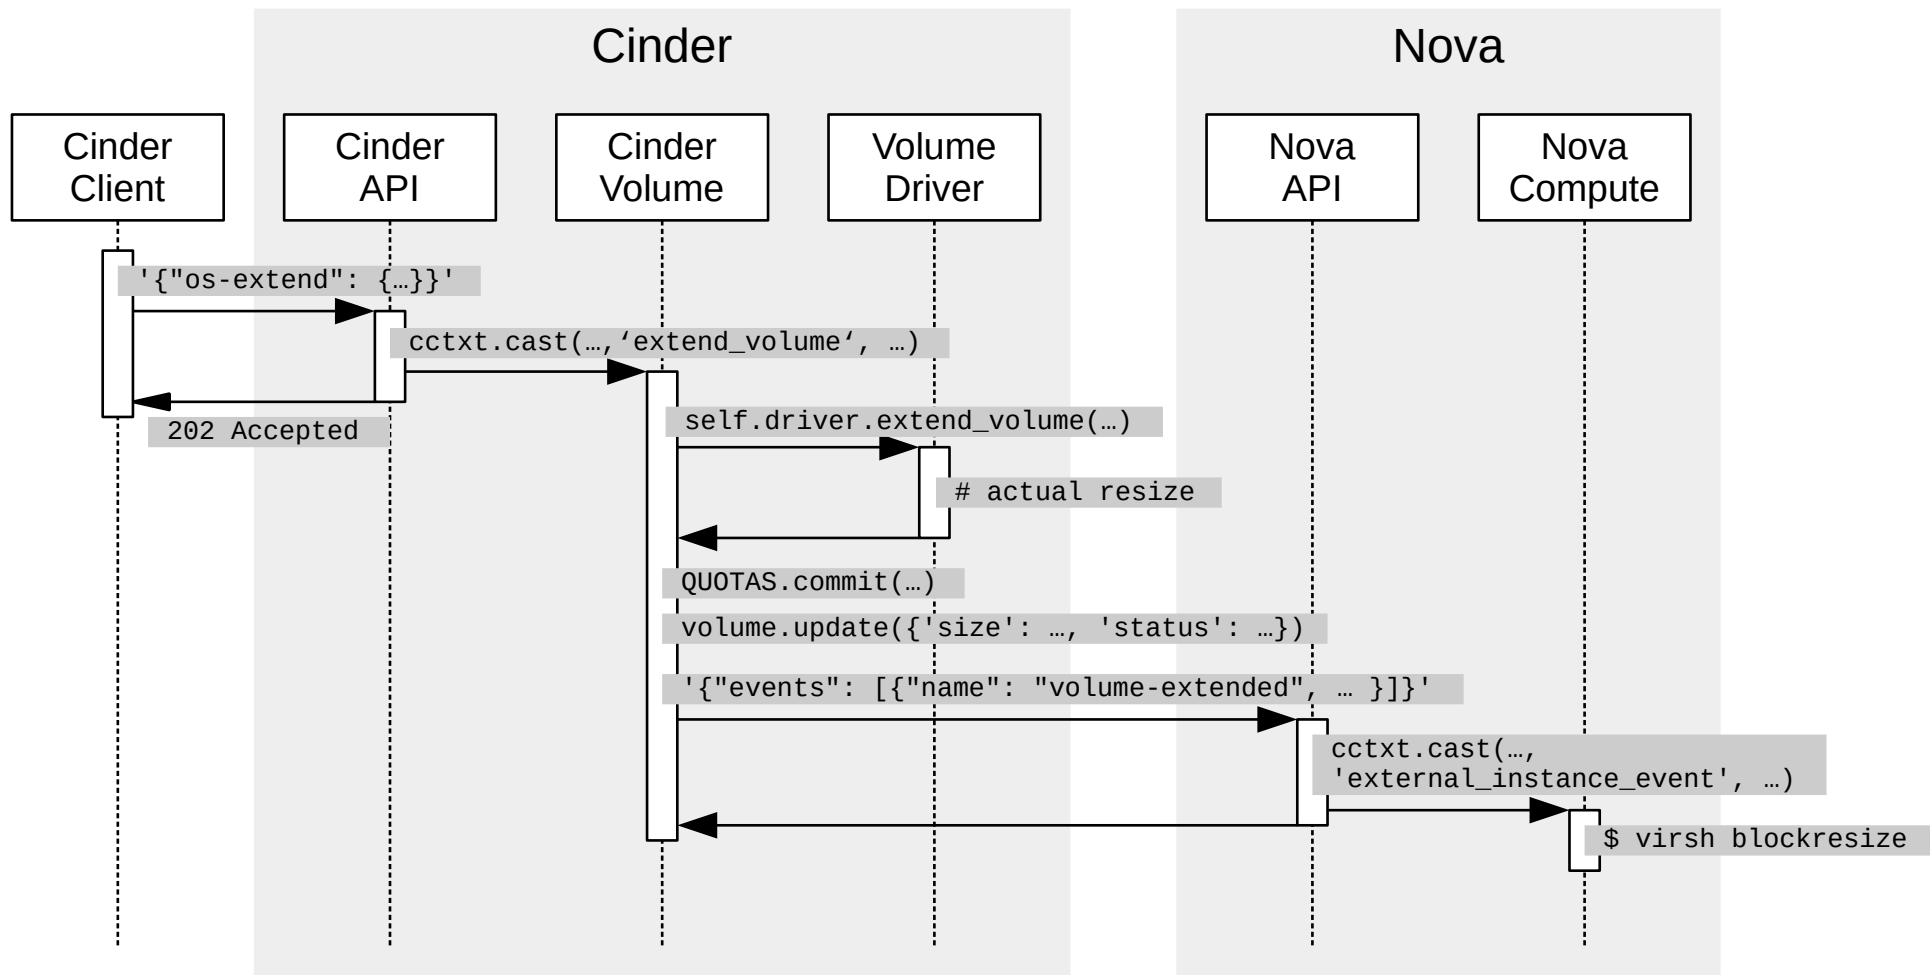 Cinder
Nova
Cinder
Client
Cinder
API
Cinder
Volume
Volume
Driver
Nova
API
Nova
Compute
'{"os-extend": {…}}'
cctxt.cast(…,‘extend_volume‘, …)
202 Accepted
self.driver.extend_volume(…)
# actual resize
QUOTAS.commit(…)
volume.update({'size': …, 'status': …})
'{"events": [{"name": "volume-extended", … }]}'
cctxt.cast(…,
'external_instance_event', …)
$ virsh blockresize